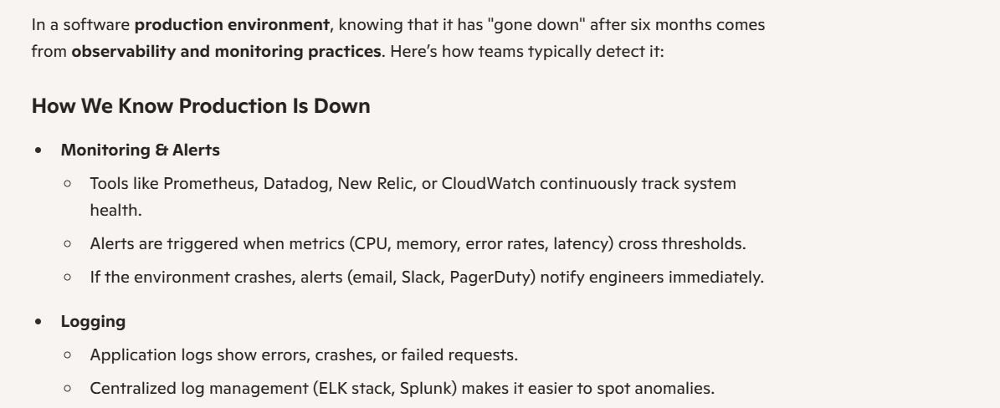 In a software production environment, knowing that it has "gone down" after six months comes
from observability and monitoring practices. Here’s how teams typically detect it:
How We Know Production Is Down
• Monitoring & Alerts
○ Tools like Prometheus, Datadog, New Relic, or CloudWatch continuously track system
health.
○ Alerts are triggered when metrics (CPU, memory, error rates, latency) cross thresholds.
○ If the environment crashes, alerts (email, Slack, PagerDuty) notify engineers immediately.
• Logging
○ Application logs show errors, crashes, or failed requests.
○ Centralized log management (ELK stack, Splunk) makes it easier to spot anomalies.